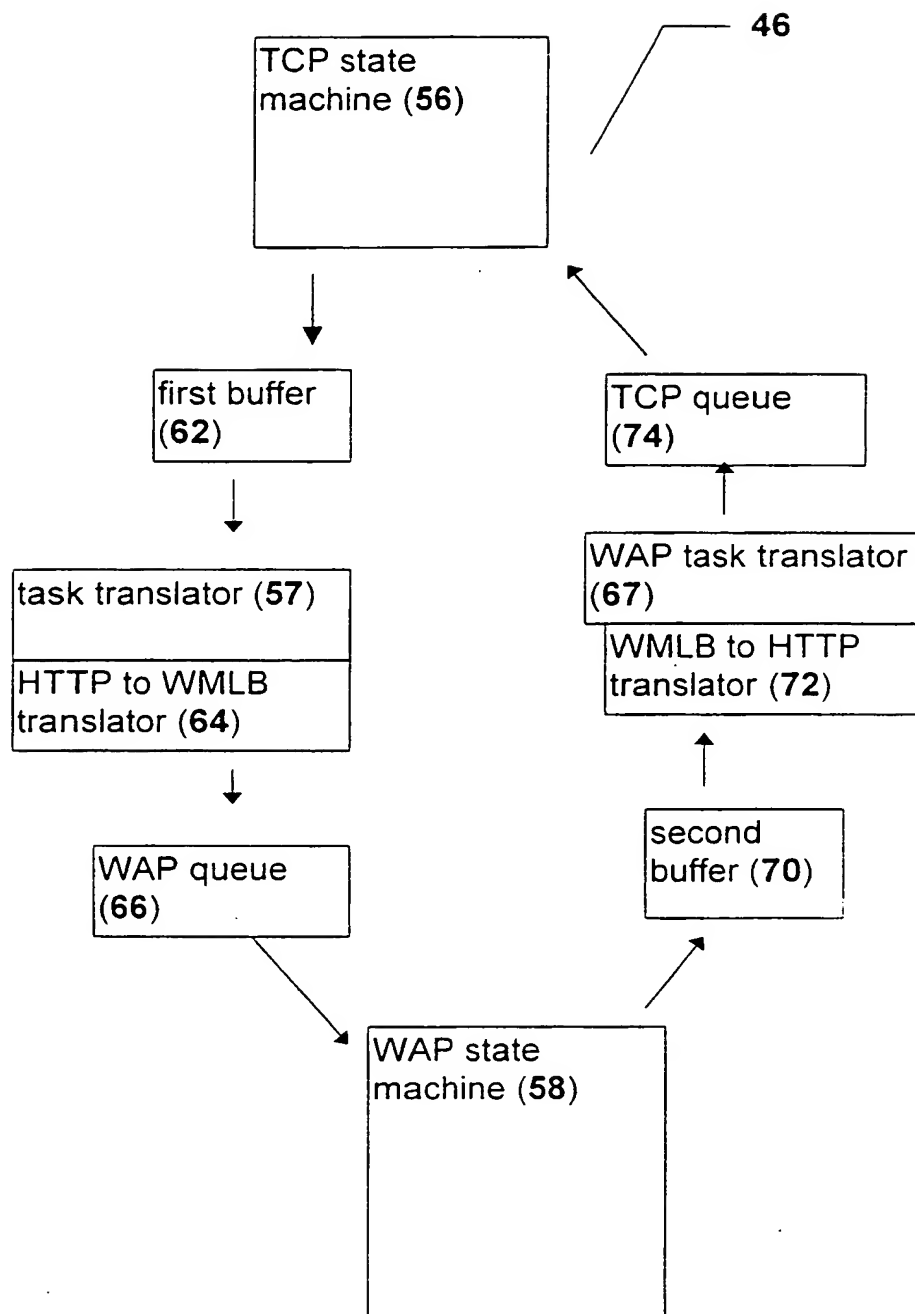 46
TCP state
machine (56)
first buffer
(62)
TCP queue
(74)
task translator (57)
HTTP to WMLB
translator (64)
WAP task translator
(67)
WMLB to HTTP
translator (72)
WAP queue
(66)
second
buffer (70)
WAP state
machine (58)